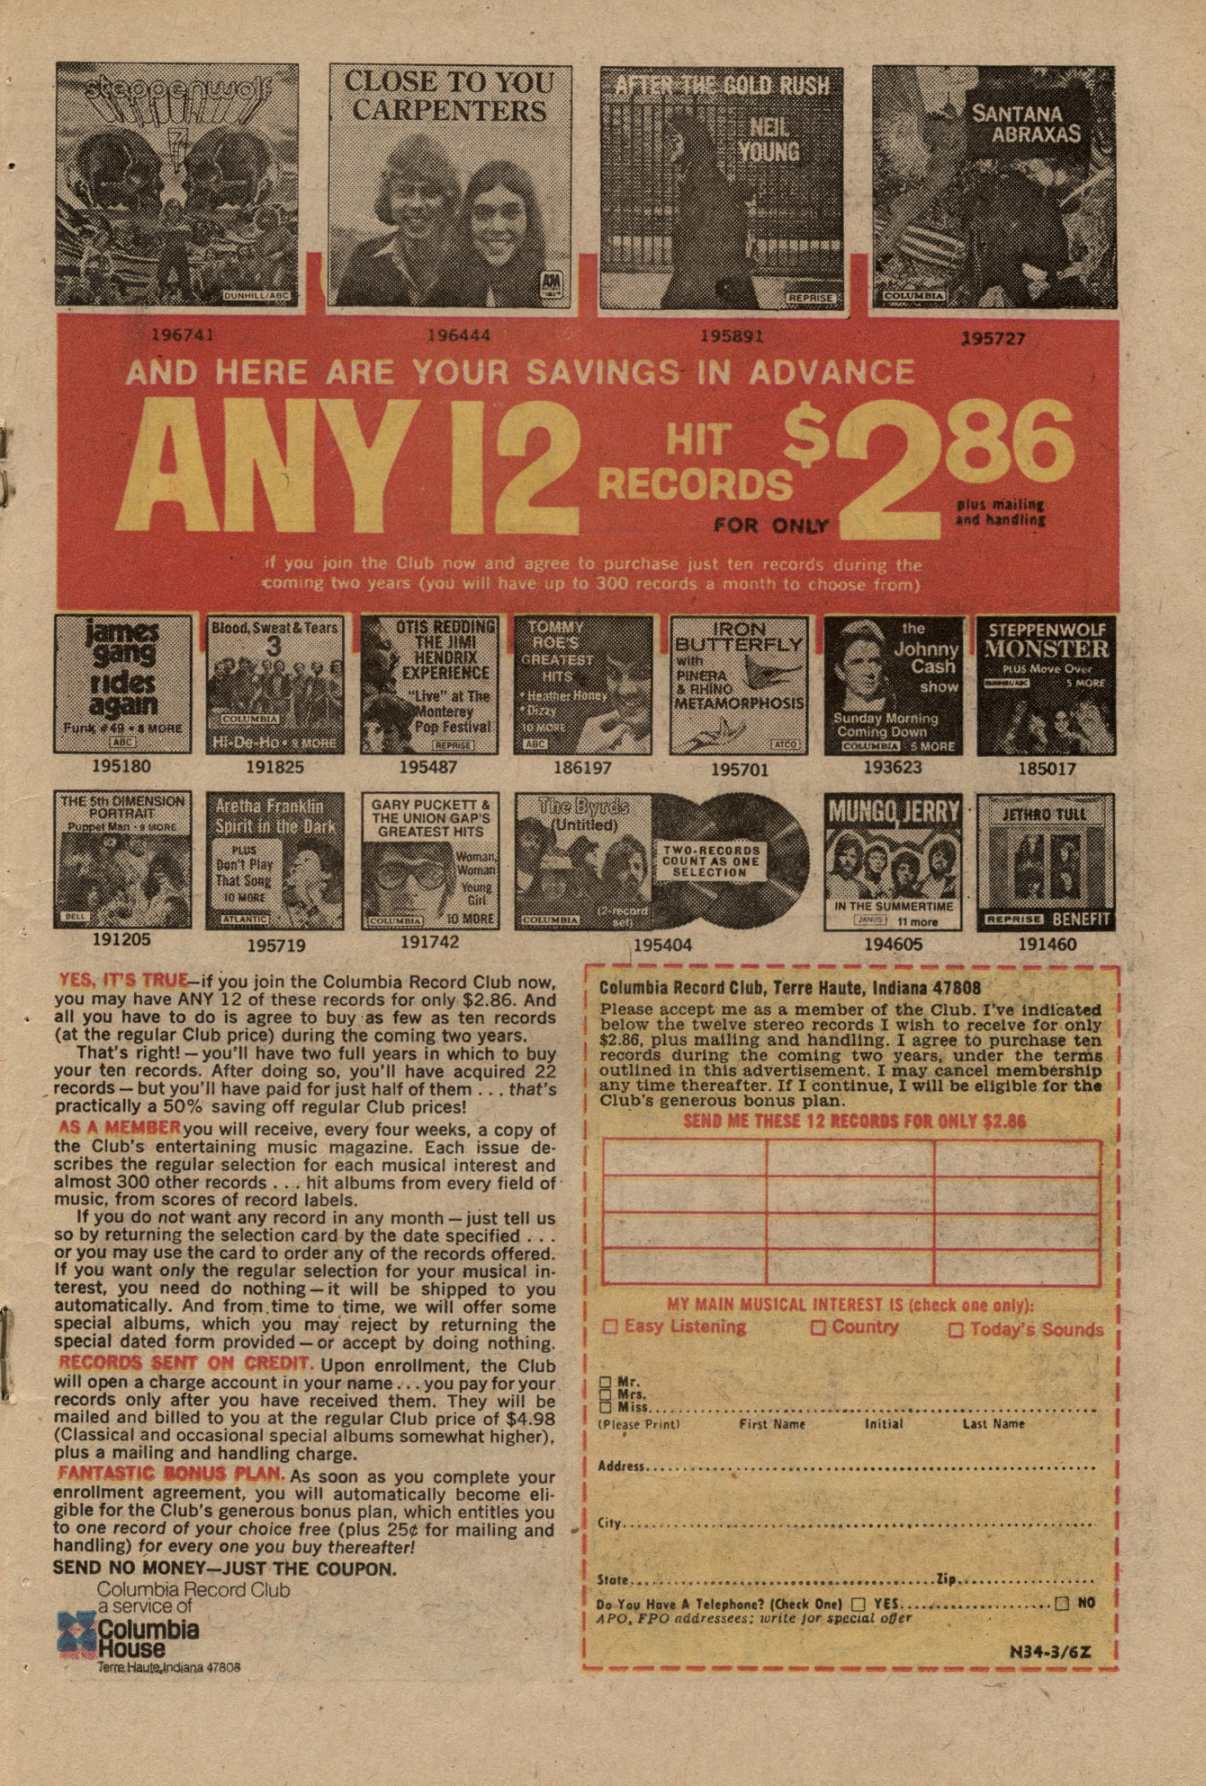 steppenwolf
7
DUNHILL/ABC
CLOSE TO YOU
CARPENTERS
A&M
AFTER THE GOLD RUSH
NEIL
YOUNG
REPRISE
SANTANA
ABRAXAS
COLUMBIA
196741
196444
195891
195727
AND HERE ARE YOUR SAVINGS IN ADVANCE
ANY 12 HIT RECORDS $2.86
FOR ONLY
plus mailing
and handling
if you join the Club now and agree to purchase just ten records during the
coming two years (you will have up to 300 records a month to choose from)
james
gang
rides
again
Funk #49 • 8 MORE
ABC
Blood, Sweat & Tears
3
COLUMBIA
Hi-De-Ho • 9 MORE
OTIS REDDING
THE JIMI
HENDRIX
EXPERIENCE
"Live" at The
Monterey
Pop Festival
REPRISE
TOMMY
ROE'S
GREATEST
HITS
• Heather Honey
• Dizzy
10 MORE
ABC
IRON
BUTTERFLY
with
PINERA
& RHINO
METAMORPHOSIS
ATCO
the
Johnny
Cash
show
Sunday Morning
Coming Down
COLUMBIA 5 MORE
STEPPENWOLF
MONSTER
PLUS Move Over
DUNHILL/ABC 5 MORE
195180
191825
195487
186197
195701
193623
185017
THE 5th DIMENSION
PORTRAIT
Puppet Man • 9 MORE
BELL
Aretha Franklin
Spirit in the Dark
PLUS
Don't Play
That Song
10 MORE
ATLANTIC
GARY PUCKETT &
THE UNION GAP'S
GREATEST HITS
Woman,
Woman
Young
Girl
COLUMBIA 10 MORE
The Byrds
(Untitled)
COLUMBIA
(2-record
set)
TWO-RECORDS
COUNT AS ONE
SELECTION
MUNGO JERRY
IN THE SUMMERTIME
JANUS 11 more
JETHRO TULL
REPRISE BENEFIT
191205
195719
191742
195404
194605
191460
YES, IT'S TRUE—if you join the Columbia Record Club now,
you may have ANY 12 of these records for only $2.86. And
all you have to do is agree to buy as few as ten records
(at the regular Club price) during the coming two years.
That's right! — you'll have two full years in which to buy
your ten records. After doing so, you'll have acquired 22
records — but you'll have paid for just half of them . . . that's
practically a 50% saving off regular Club prices!
AS A MEMBER you will receive, every four weeks, a copy of
the Club's entertaining music magazine. Each issue de-
scribes the regular selection for each musical interest and
almost 300 other records . . . hit albums from every field of
music, from scores of record labels.
If you do not want any record in any month — just tell us
so by returning the selection card by the date specified . . .
or you may use the card to order any of the records offered.
If you want only the regular selection for your musical in-
terest, you need do nothing — it will be shipped to you
automatically. And from time to time, we will offer some
special albums, which you may reject by returning the
special dated form provided — or accept by doing nothing.
RECORDS SENT ON CREDIT. Upon enrollment, the Club
will open a charge account in your name . . . you pay for your
records only after you have received them. They will be
mailed and billed to you at the regular Club price of $4.98
(Classical and occasional special albums somewhat higher),
plus a mailing and handling charge.
FANTASTIC BONUS PLAN. As soon as you complete your
enrollment agreement, you will automatically become eli-
gible for the Club's generous bonus plan, which entitles you
to one record of your choice free (plus 25¢ for mailing and
handling) for every one you buy thereafter!
SEND NO MONEY—JUST THE COUPON.
Columbia Record Club
a service of
Columbia
House
Terre Haute, Indiana 47808
Columbia Record Club, Terre Haute, Indiana 47808
Please accept me as a member of the Club. I've indicated
below the twelve stereo records I wish to receive for only
$2.86, plus mailing and handling. I agree to purchase ten
records during the coming two years, under the terms
outlined in this advertisement. I may cancel membership
any time thereafter. If I continue, I will be eligible for the
Club's generous bonus plan.
SEND ME THESE 12 RECORDS FOR ONLY $2.86
MY MAIN MUSICAL INTEREST IS (check one only):
Easy Listening Country Today's Sounds
Mr.
Mrs.
Miss
(Please Print) First Name Initial Last Name
Address
City
State Zip
Do You Have A Telephone? (Check One) YES NO
APO, FPO addressees: write for special offer
N34-3/6Z